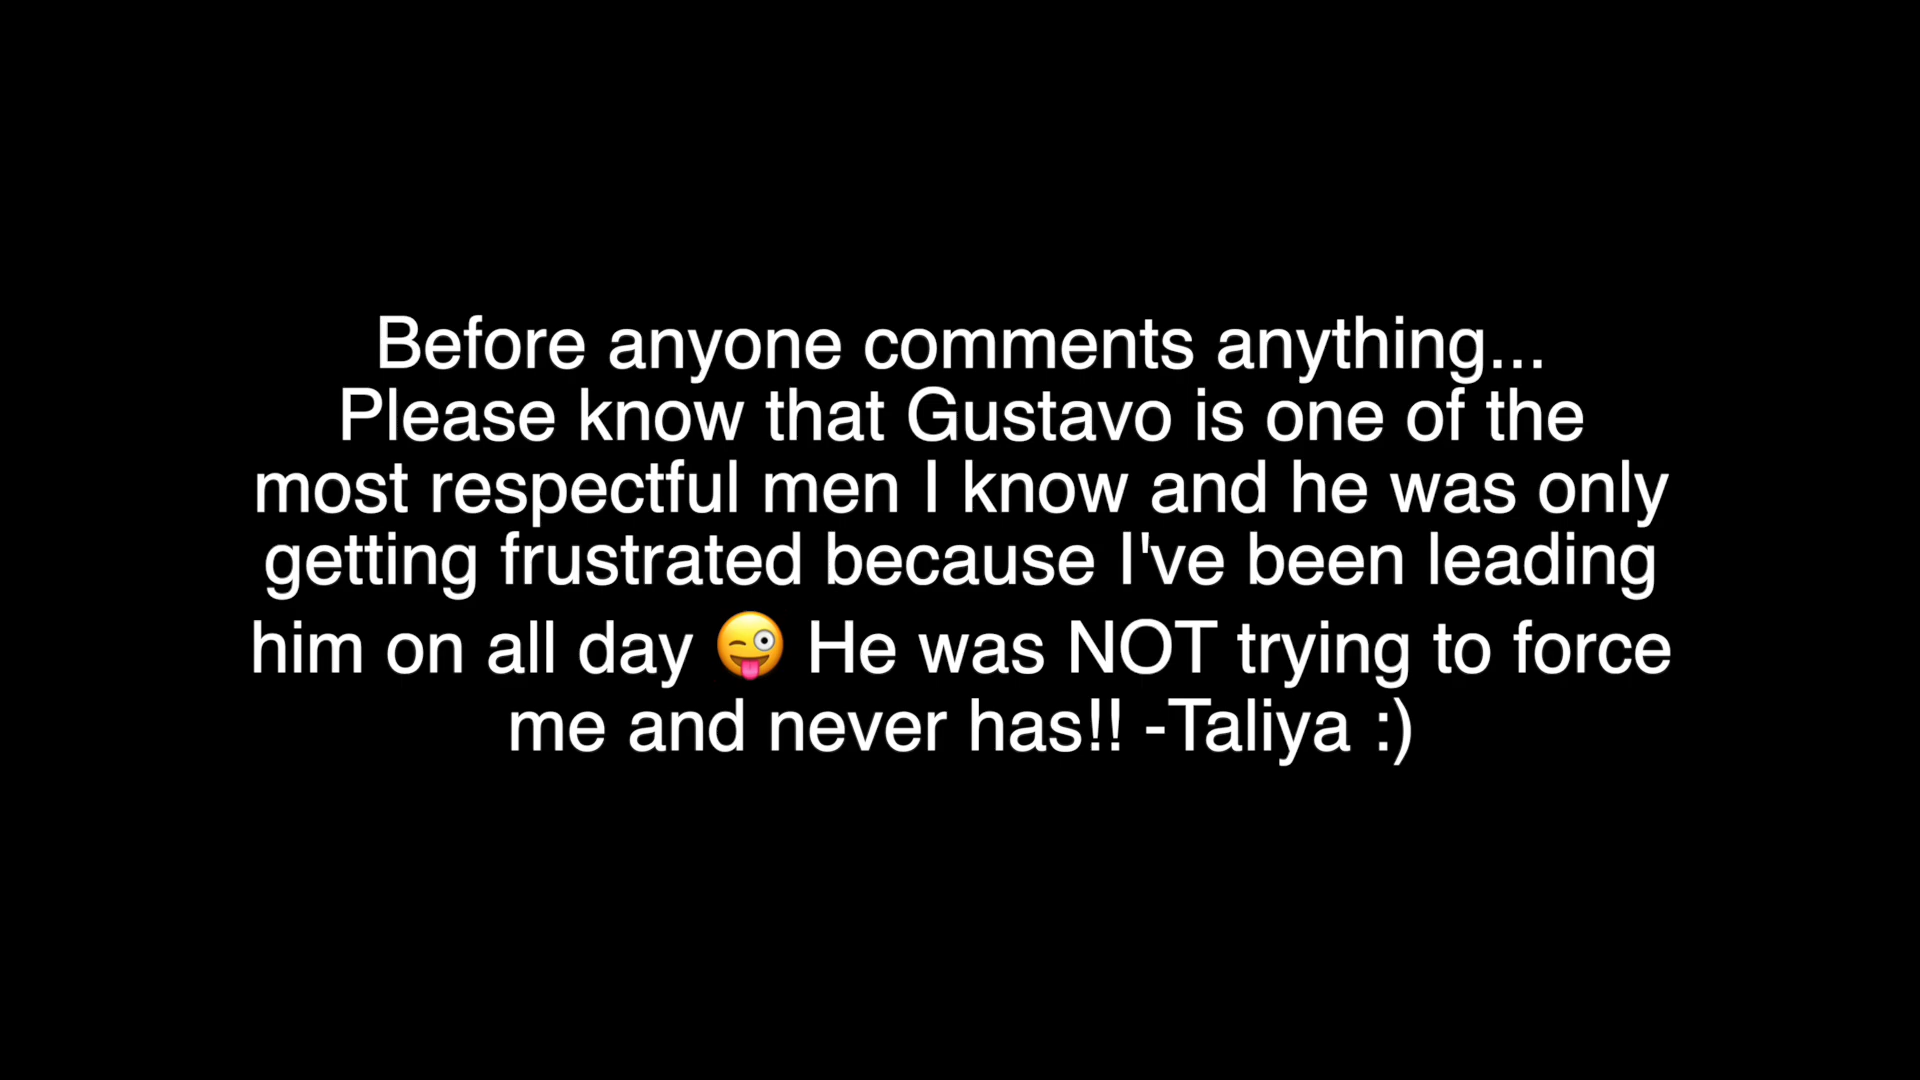 Before anyone comments anything...
Please know that Gustavo is one of the
most respectful men I know and he was only
getting frustrated because I've been leading
him on all day 😜 He was NOT trying to force
me and never has!! -Taliya :)